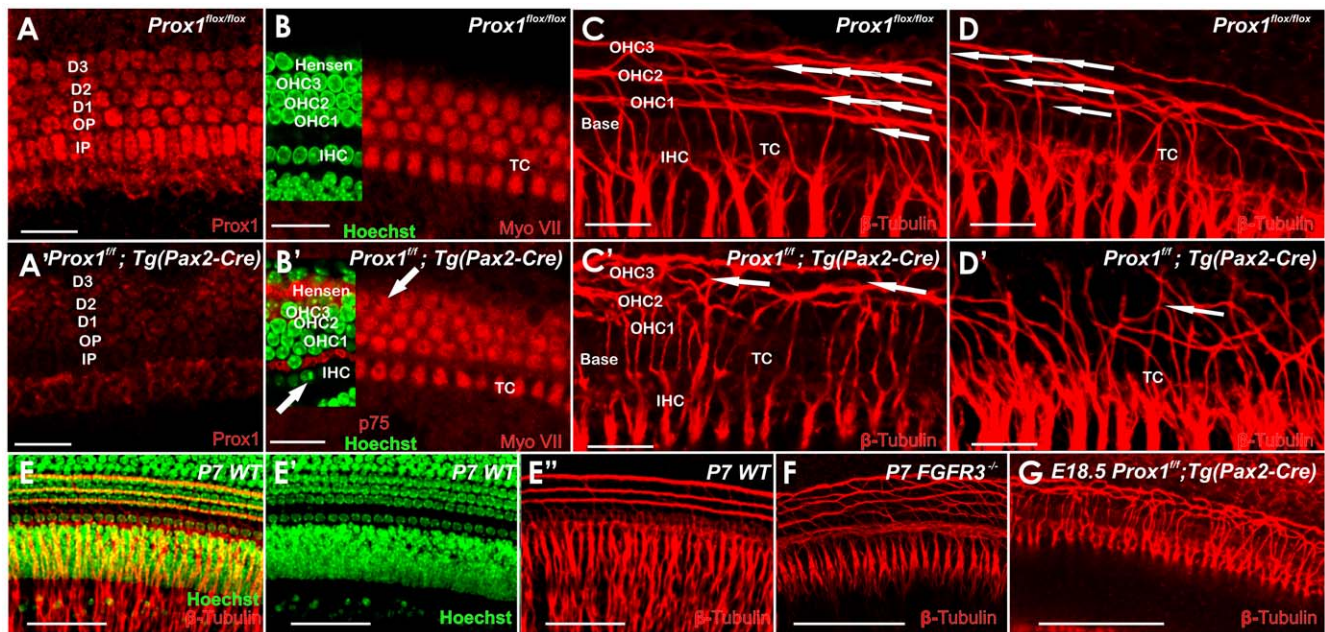 A
Prox1flox/flox
D3
D2
D1
OP
IP
Prox1
B
Prox1flox/flox
Hensen
OHC3
OHC2
OHC1
IHC
TC
Hoechst
Myo VII
C
Prox1flox/flox
OHC3
OHC2
OHC1
Base
IHC
TC
β-Tubulin
D
Prox1flox/flox
TC
β-Tubulin
A'
Prox1f/f; Tg(Pax2-Cre)
D3
D2
D1
OP
IP
Prox1
B'
Prox1f/f; Tg(Pax2-Cre)
Hensen
OHC3
OHC2
OHC1
IHC
TC
p75
Hoechst
Myo VII
C'
Prox1f/f; Tg(Pax2-Cre)
OHC3
OHC2
OHC1
Base
IHC
TC
β-Tubulin
D'
Prox1f/f; Tg(Pax2-Cre)
TC
β-Tubulin
E
P7 WT
Hoechst
β-Tubulin
E'
P7 WT
Hoechst
E''
P7 WT
β-Tubulin
F
P7 FGFR3-/-
β-Tubulin
G
E18.5 Prox1f/f;Tg(Pax2-Cre)
β-Tubulin